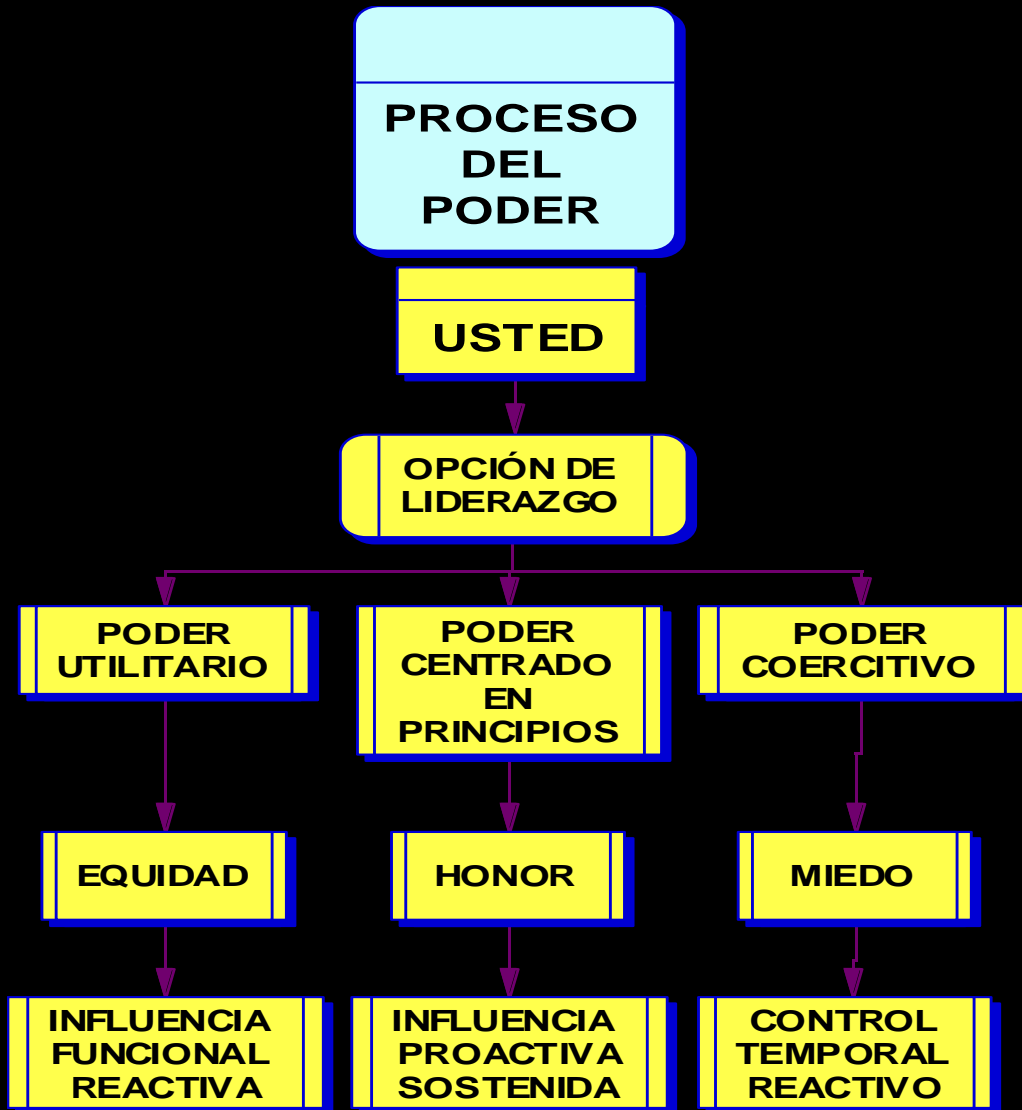 PROCESO
DEL
PODER
USTED
OPCIÓN DE
LIDERAZGO
PODER
UTILITARIO
PODER
CENTRADO
EN
PRINCIPIOS
PODER
COERCITIVO
EQUIDAD
HONOR
MIEDO
INFLUENCIA
FUNCIONAL
REACTIVA
INFLUENCIA
PROACTIVA
SOSTENIDA
CONTROL
TEMPORAL
REACTIVO